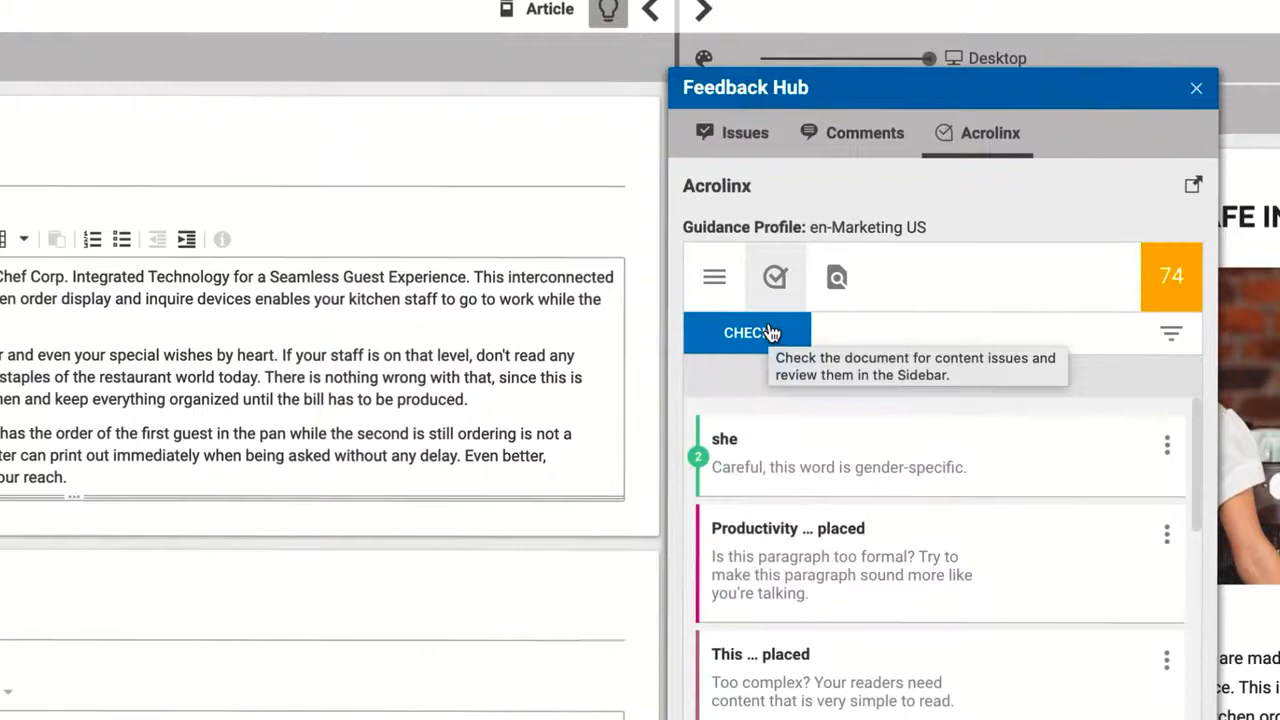 Article
Desktop
Feedback Hub
Issues
Comments
Acrolinx
Acrolinx
Guidance Profile: en-Marketing US
74
CHEC
Check the document for content issues and
review them in the Sidebar.
2
she
Careful, this word is gender-specific.
Productivity ... placed
Is this paragraph too formal? Try to
make this paragraph sound more like
you're talking.
This ... placed
Too complex? Your readers need
content that is very simple to read.
Chef Corp. Integrated Technology for a Seamless Guest Experience. This interconnected
en order display and inquire devices enables your kitchen staff to go to work while the
r and even your special wishes by heart. If your staff is on that level, don't read any
staples of the restaurant world today. There is nothing wrong with that, since this is
hen and keep everything organized until the bill has to be produced.
has the order of the first guest in the pan while the second is still ordering is not a
ter can print out immediately when being asked without any delay. Even better,
our reach.
AFE IN
are made
ce. This i
chen ord